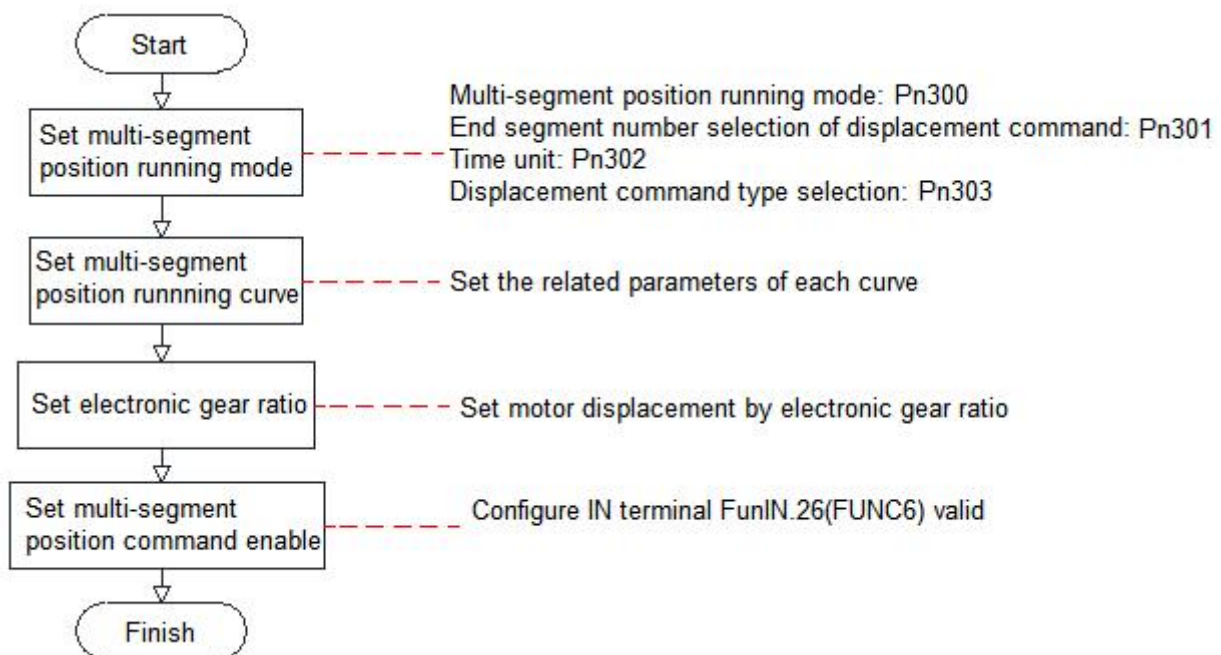 Start
Set multi-segment
position running mode
Multi-segment position running mode: Pn300
End segment number selection of displacement command: Pn301
Time unit: Pn302
Displacement command type selection: Pn303
Set multi-segment
position runnning curve
Set the related parameters of each curve
Set electronic gear ratio
Set motor displacement by electronic gear ratio
Set multi-segment
position command enable
Configure IN terminal FunIN.26(FUNC6) valid
Finish